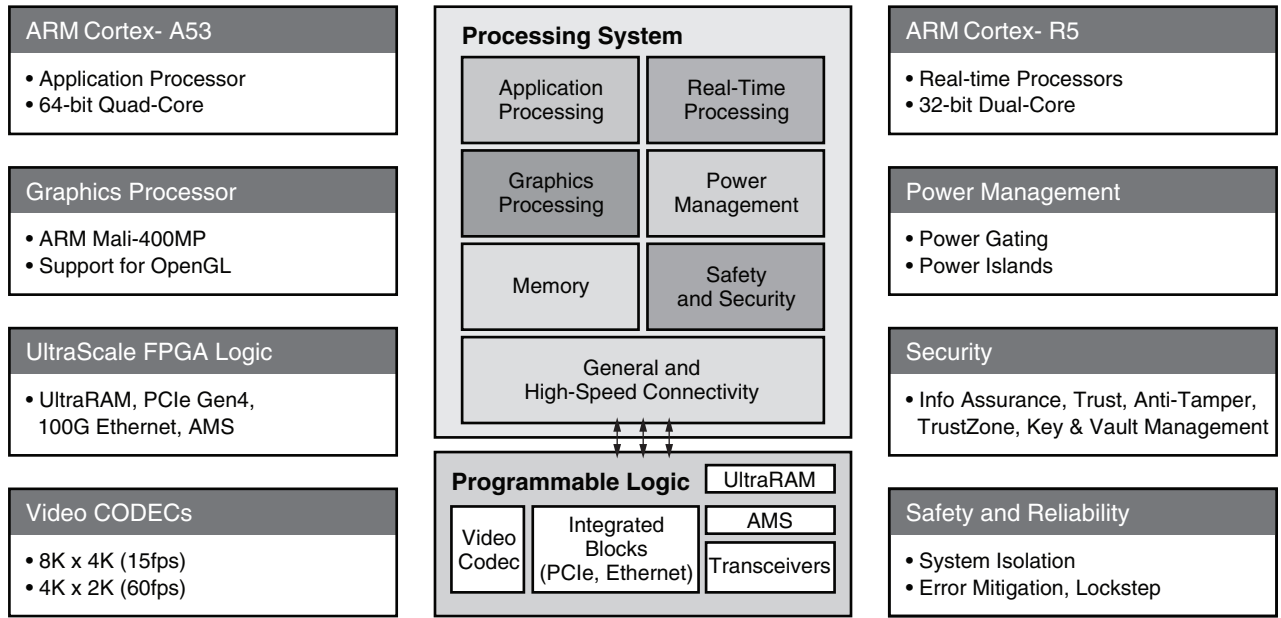 ARM Cortex- A53
• Application Processor
• 64-bit Quad-Core
Graphics Processor
• ARM Mali-400MP
• Support for OpenGL
UltraScale FPGA Logic
• UltraRAM, PCIe Gen4,
100G Ethernet, AMS
Video CODECs
• 8K x 4K (15fps)
• 4K x 2K (60fps)
Processing System
Application
Processing
Real-Time
Processing
Graphics
Processing
Power
Management
Memory
Safety
and Security
General and
High-Speed Connectivity
Programmable Logic
UltraRAM
Video
Codec
Integrated
Blocks
(PCIe, Ethernet)
AMS
Transceivers
ARM Cortex- R5
• Real-time Processors
• 32-bit Dual-Core
Power Management
• Power Gating
• Power Islands
Security
• Info Assurance, Trust, Anti-Tamper,
TrustZone, Key & Vault Management
Safety and Reliability
• System Isolation
• Error Mitigation, Lockstep